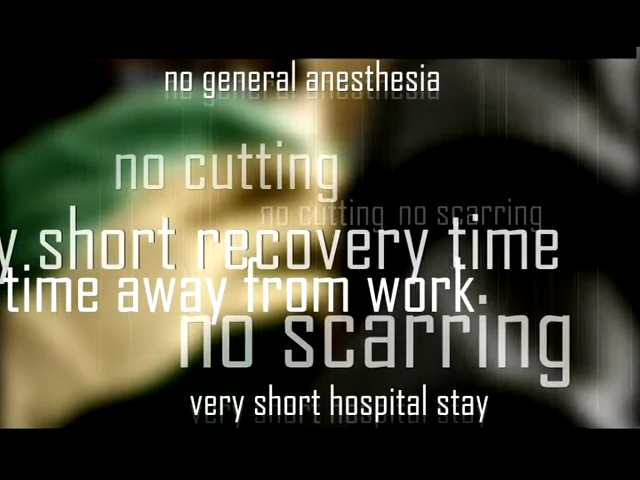 no general anesthesia
no cutting
no cutting no scarring
y short recovery time
time away from work.
no scarring
very short hospital stay